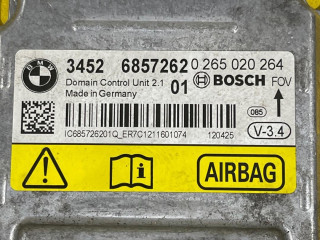 BMW
3452 6857262 0 265 020 264
Domain Control Unit 2.1 01 BOSCH FOV
Made in Germany
085
IC685726201Q_ER7C1211601074 120425 V-3.4
AIRBAG